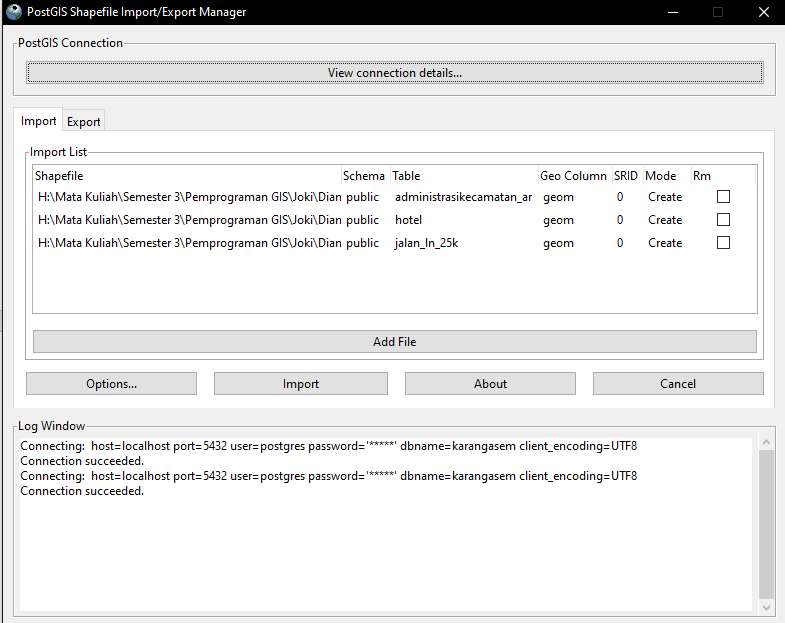 PostGIS Shapefile Import/Export Manager
PostGIS Connection
View connection details...
Import Export
Import List
Shapefile Schema Table Geo Column SRID Mode Rm
H:\Mata Kuliah\Semester 3\Pemprograman GIS\Joki\Dian public administrasikecamatan_ar geom 0 Create
H:\Mata Kuliah\Semester 3\Pemprograman GIS\Joki\Dian public hotel geom 0 Create
H:\Mata Kuliah\Semester 3\Pemprograman GIS\Joki\Dian public jalan_ln_25k geom 0 Create
Add File
Options... Import About Cancel
Log Window
Connecting: host=localhost port=5432 user=postgres password='*****' dbname=karangasem client_encoding=UTF8
Connection succeeded.
Connecting: host=localhost port=5432 user=postgres password='*****' dbname=karangasem client_encoding=UTF8
Connection succeeded.